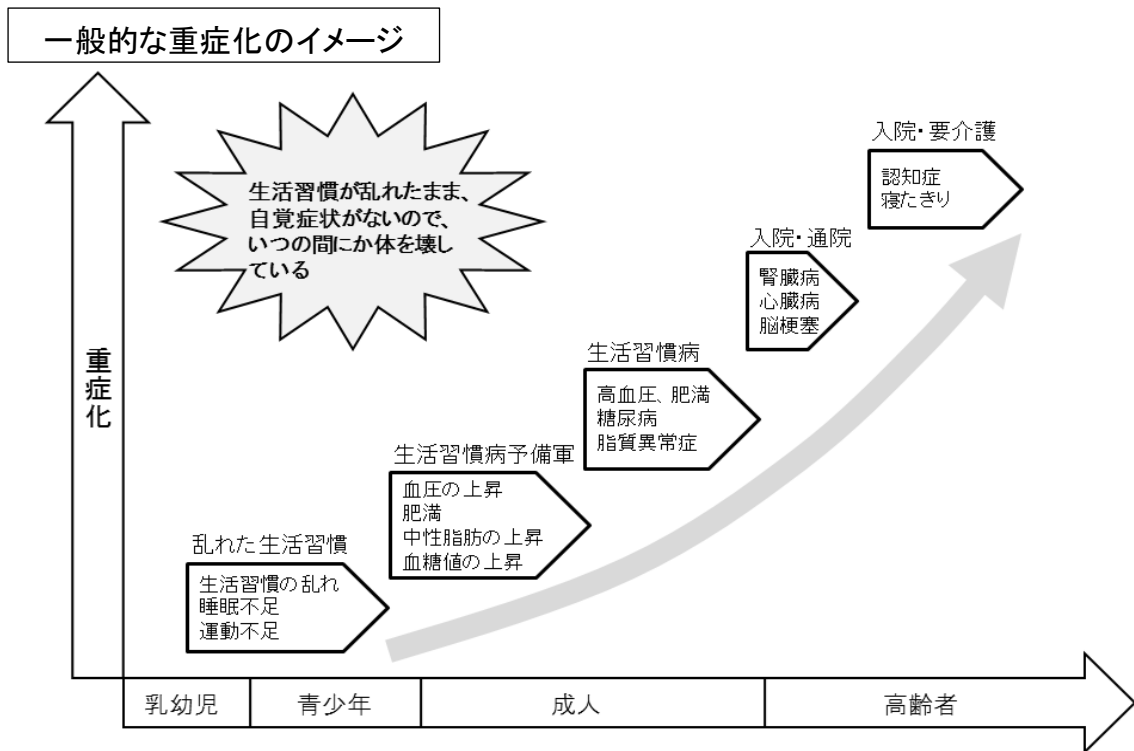 一般的な重症化のイメージ
生活習慣が乱れたまま、
自覚症状がないので、
いつの間にか体を壊し
ている
入院・要介護
認知症
寝たきり
入院・通院
腎臓病
心臓病
脳梗塞
重症化
生活習慣病
高血圧、肥満
糖尿病
脂質異常症
生活習慣病予備軍
血圧の上昇
肥満
中性脂肪の上昇
血糖値の上昇
乱れた生活習慣
生活習慣の乱れ
睡眠不足
運動不足
乳幼児
青少年
成人
高齢者